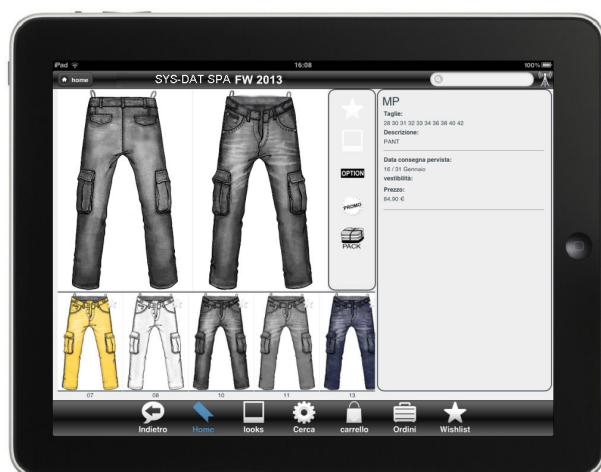 iPad 16:08 100%
home SYS-DAT SPA FW 2013
MP
Taglie:
28 30 31 32 33 34 36 38 40 42
Descrizione:
PANT
Data consegna pervista:
16 / 31 Gennaio
vestibilità:
Prezzo:
84.90 €
OPTION
PROMO
PACK
07 08 10 11 13
Indietro Home looks Cerca carrello Ordini Wishlist